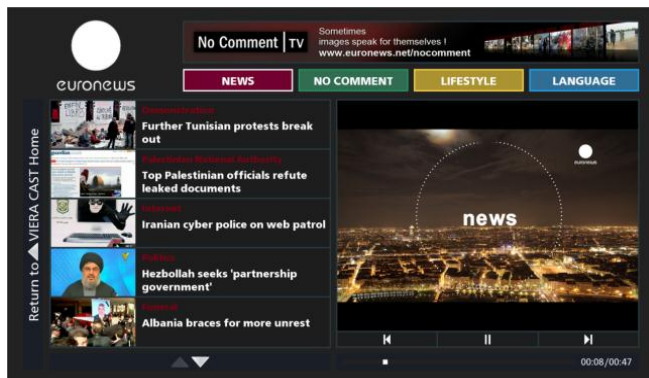 No Comment | TV
Sometimes
images speak for themselves !
www.euronews.net/nocomment
euronews
NEWS
NO COMMENT
LIFESTYLE
LANGUAGE
Return to VIERA CAST Home
Demonstration
Further Tunisian protests break
out
Palestinian National Authority
Top Palestinian officials refute
leaked documents
Internet
Iranian cyber police on web patrol
Politics
Hezbollah seeks 'partnership
government'
Funeral
Albania braces for more unrest
euronews
news
00:08/00:47